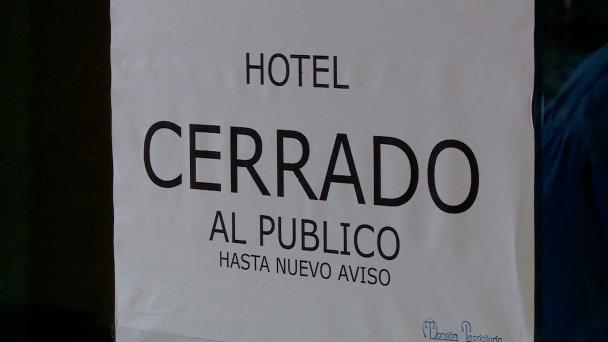 HOTEL
CERRADO
AL PUBLICO
HASTA NUEVO AVISO